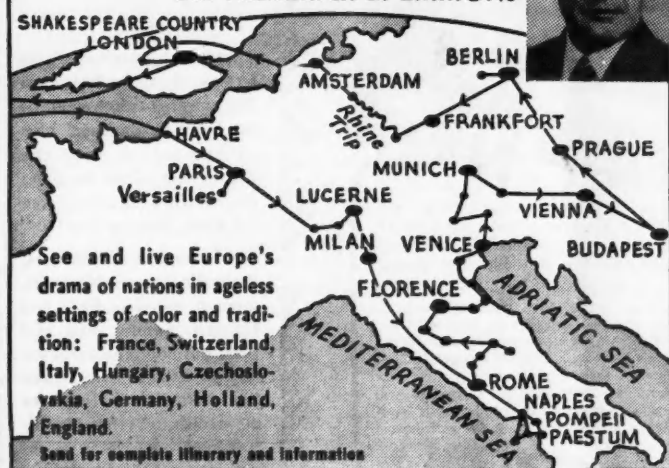 SHAKESPEARE COUNTRY
LONDON
AMSTERDAM
BERLIN
Rhine
Trip
FRANKFORT
HAVRE
PRAGUE
PARIS
MUNICH
Versailles
LUCERNE
VIENNA
MILAN
VENICE
BUDAPEST
See and live Europe's
drama of nations in ageless
settings of color and tradi-
tion: France, Switzerland,
Italy, Hungary, Czechoslo-
vakia, Germany, Holland,
England.
Send for complete itinerary and information
FLORENCE
ADRIATIC SEA
MEDITERRANEAN SEA
ROME
NAPLES
POMPEII
PAESTUM